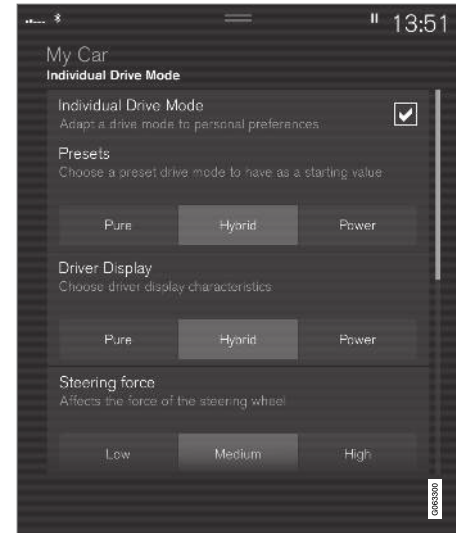 13:51
My Car
Individual Drive Mode
Individual Drive Mode
Adapt a drive mode to personal preferences
Presets
Choose a preset drive mode to have as a starting value
Pure Hybrid Power
Driver Display
Choose driver display characteristics
Pure Hybrid Power
Steering force
Affects the force of the steering wheel
Low Medium High
G063300